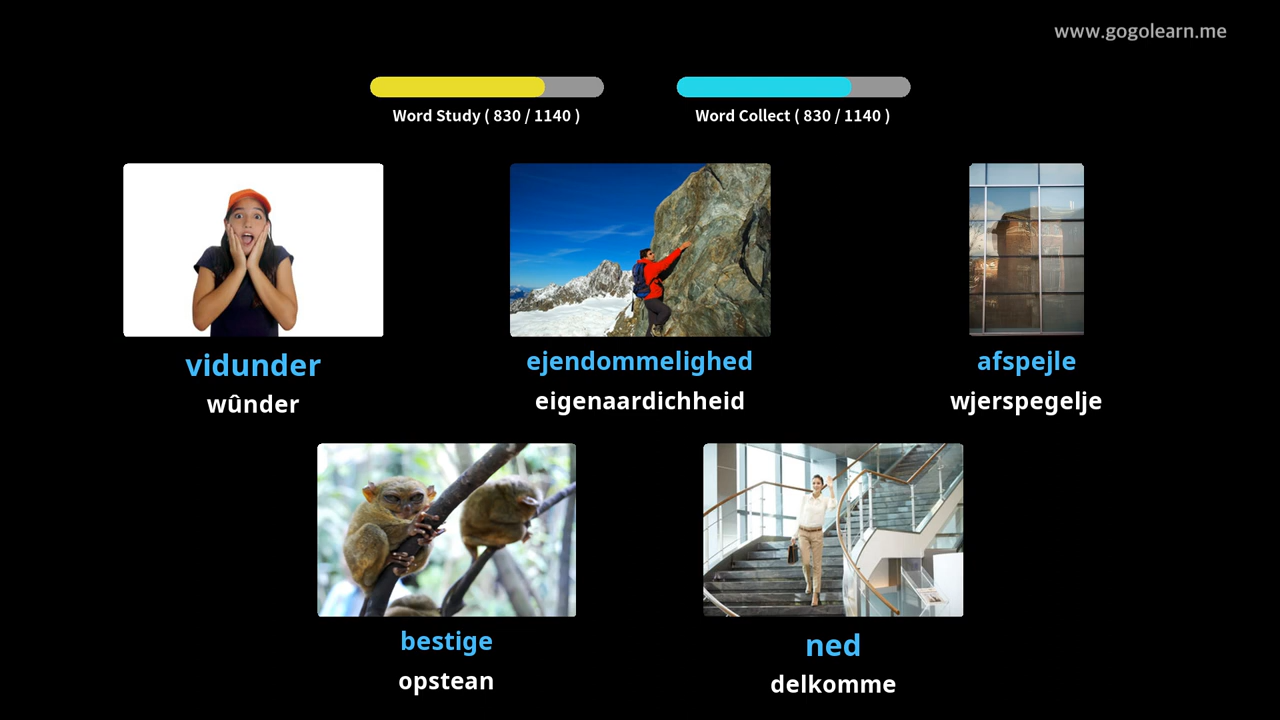 www.gogolearn.me
Word Study ( 830 / 1140 )
Word Collect ( 830 / 1140 )
vidunder
wûnder
ejendommelighed
eigenaardichheid
afspejle
wjerspegelje
bestige
opstean
ned
delkomme